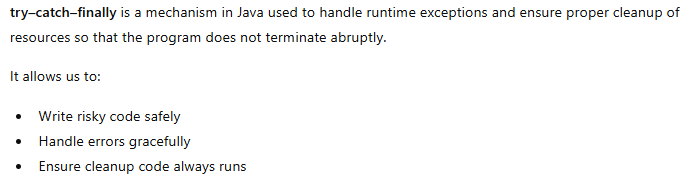 try–catch–finally is a mechanism in Java used to handle runtime exceptions and ensure proper cleanup of
resources so that the program does not terminate abruptly.
It allows us to:
• Write risky code safely
• Handle errors gracefully
• Ensure cleanup code always runs